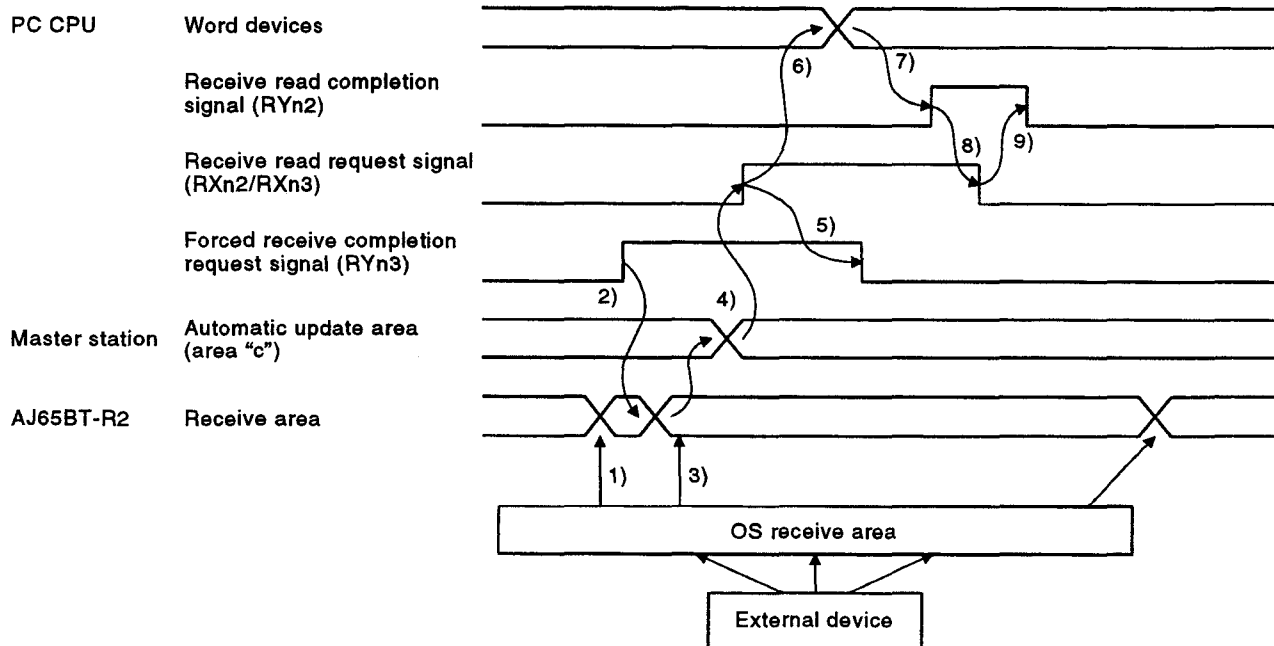 PC CPU Word devices
6)
7)
Receive read completion
signal (RYn2)
8)
9)
Receive read request signal
(RXn2/RXn3)
5)
Forced receive completion
request signal (RYn3)
2)
4)
Master station Automatic update area
(area “c”)
AJ65BT-R2 Receive area
1)
3)
OS receive area
External device